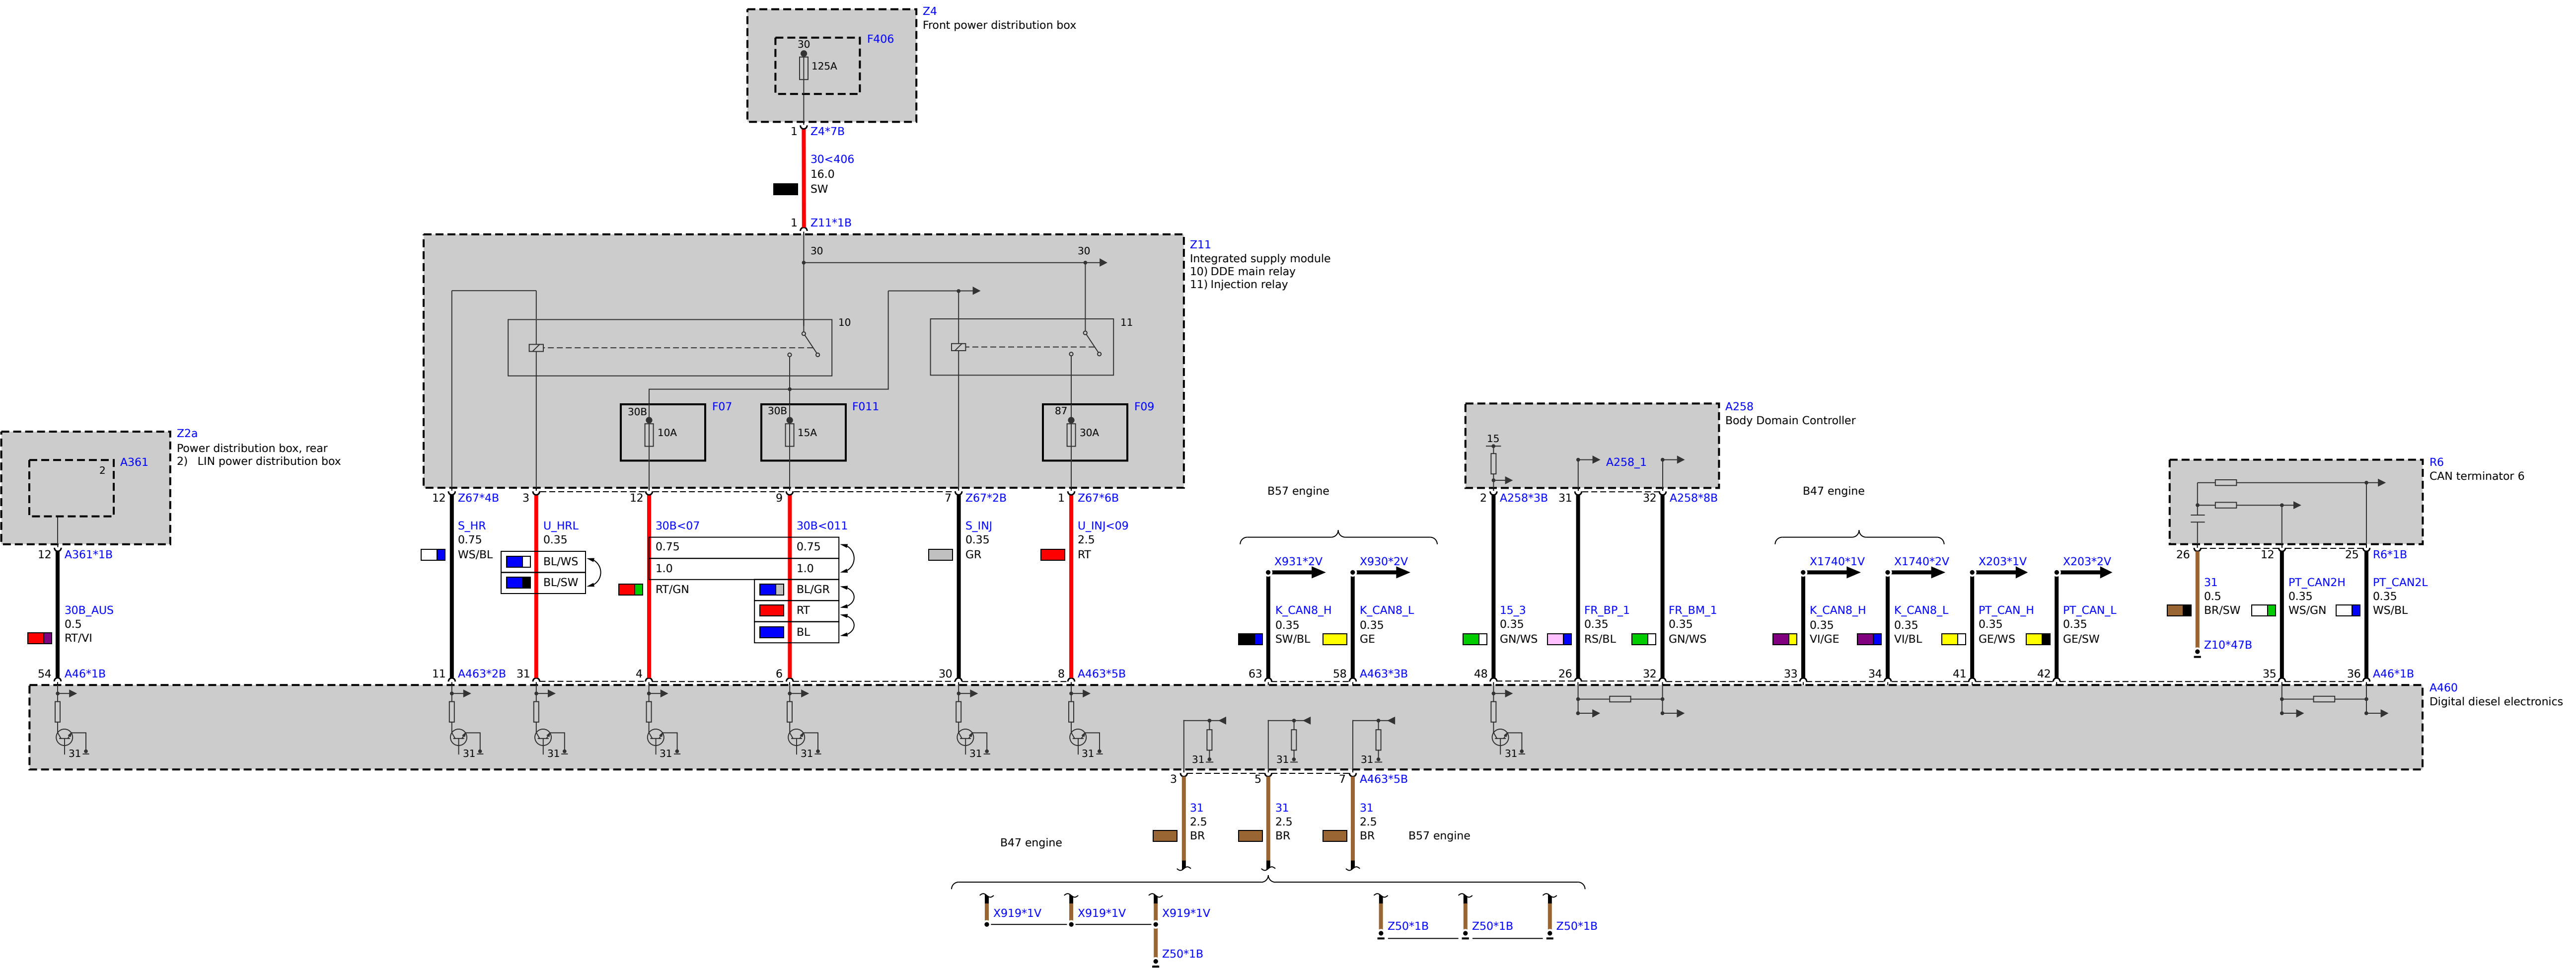 Z4
Front power distribution box
F406
30
125A
1 Z4*7B
30<406
16.0
SW
1 Z11*1B
Z11
Integrated supply module
10) DDE main relay
11) Injection relay
30 30
10 11
F07 F011 F09
30B 30B 87
10A 15A 30A
A258
Body Domain Controller
15
A258_1
Z2a
Power distribution box, rear
2) LIN power distribution box
A361
2
R6
CAN terminator 6
B57 engine
B47 engine
12 Z67*4B 3 12 9 7 Z67*2B 1 Z67*6B
2 A258*3B 31 32 A258*8B
S_HR U_HRL 30B<07 30B<011 S_INJ U_INJ<09
0.75 0.35 0.75 0.75 0.35 2.5
WS/BL BL/WS 1.0 1.0 GR RT
BL/SW RT/GN BL/GR
RT
BL
12 A361*1B
26 12 25 R6*1B
X931*2V X930*2V X1740*1V X1740*2V X203*1V X203*2V
31 PT_CAN2H PT_CAN2L
0.5 0.35 0.35
BR/SW WS/GN WS/BL
Z10*47B
30B_AUS K_CAN8_H K_CAN8_L 15_3 FR_BP_1 FR_BM_1 K_CAN8_H K_CAN8_L PT_CAN_H PT_CAN_L
0.5 0.35 0.35 0.35 0.35 0.35 0.35 0.35 0.35 0.35
RT/VI SW/BL GE GN/WS RS/BL GN/WS VI/GE VI/BL GE/WS GE/SW
54 A46*1B 11 A463*2B 31 4 6 30 8 A463*5B 63 58 A463*3B 48 26 32 33 34 41 42 35 36 A46*1B
A460
Digital diesel electronics
31 31 31 31 31 31 31 31 31 31 31
3 5 7 A463*5B
31 31 31
2.5 2.5 2.5
BR BR BR
B47 engine B57 engine
X919*1V X919*1V X919*1V
Z50*1B Z50*1B Z50*1B
Z50*1B